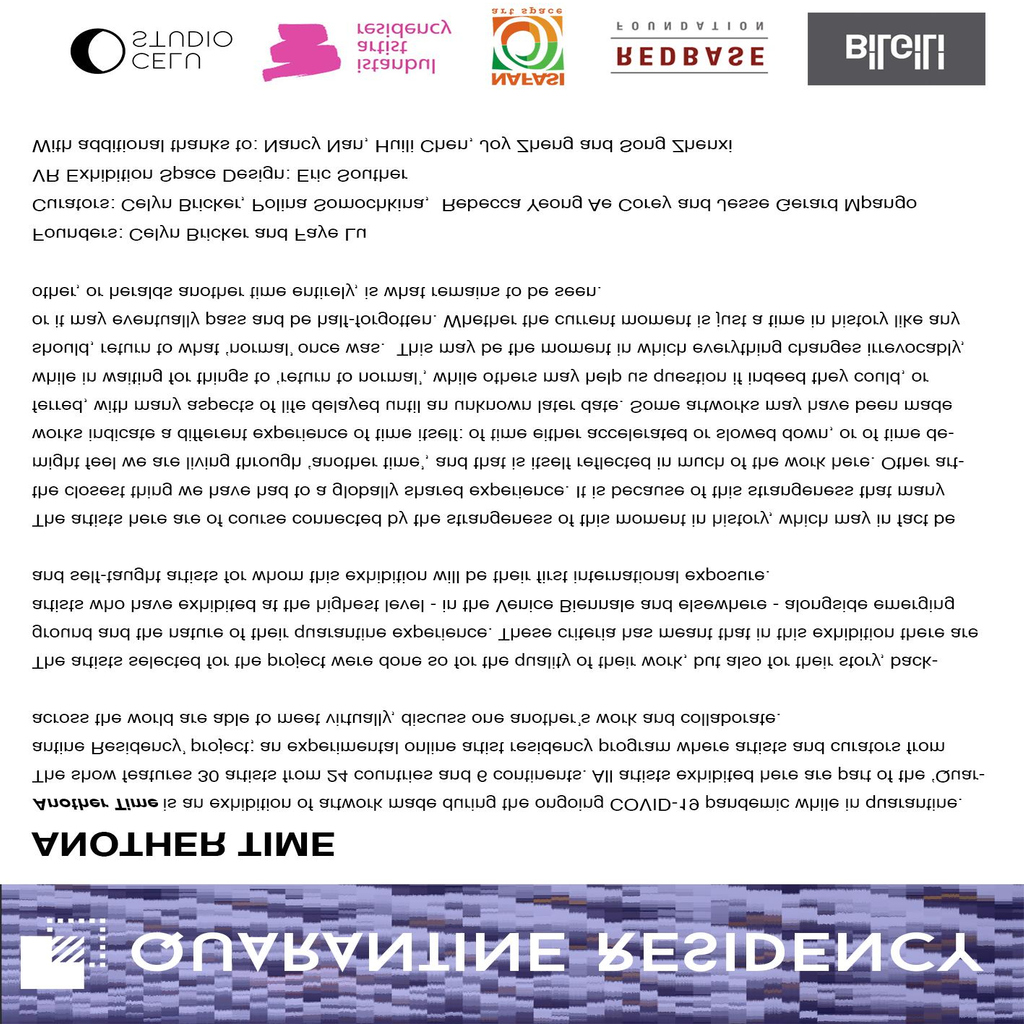 QUARANTINE RESIDENCY
ANOTHER TIME
Another Time is an exhibition of artwork made during the ongoing COVID-19 pandemic while in quarantine.
The show features 30 artists from 24 countries and 6 continents. All artists exhibited here are part of the 'Quar-
antine Residency' project; an experimental online artist residency program where artists and curators from
across the world are able to meet virtually, discuss one another's work and collaborate.
The artists selected for the project were done so for the quality of their work, but also for their story, back-
ground and the nature of their quarantine experience. These criteria has meant that in this exhibition there are
artists who have exhibited at the highest level - in the Venice Biennale and elsewhere - alongside emerging
and self-taught artists for whom this exhibition will be their first international exposure.
The artists here are of course connected by the strangeness of this moment in history, which may in fact be
the closest thing we have had to a globally shared experience. It is because of this strangeness that many
might feel we are living through 'another time', and that is itself reflected in much of the work here. Other art-
works indicate a different experience of time itself: of time either accelerated or slowed down, or of time de-
ferred, with many aspects of life delayed until an unknown later date. Some artworks may have been made
while in waiting for things to 'return to normal', while others may help us question if indeed they could, or
should, return to what 'normal' once was. This may be the moment in which everything changes irrevocably,
or it may eventually pass and be half-forgotten. Whether the current moment is just a time in history like any
other, or heralds another time entirely, is what remains to be seen.
Founders: Celyn Bricker and Faye Lu
Curators: Celyn Bricker, Polina Somochkina, Rebecca Yeong Ae Corey and Jesse Gerard Mpango
VR Exhibition Space Design: Eric Souther
With additional thanks to: Nancy Nan, Huili Chen, Joy Zheng and Song Zhenxi
CELU
STUDIO
istanbul
artist
residency
NAFASI
art space
REDBASE
FOUNDATION
BILGILI